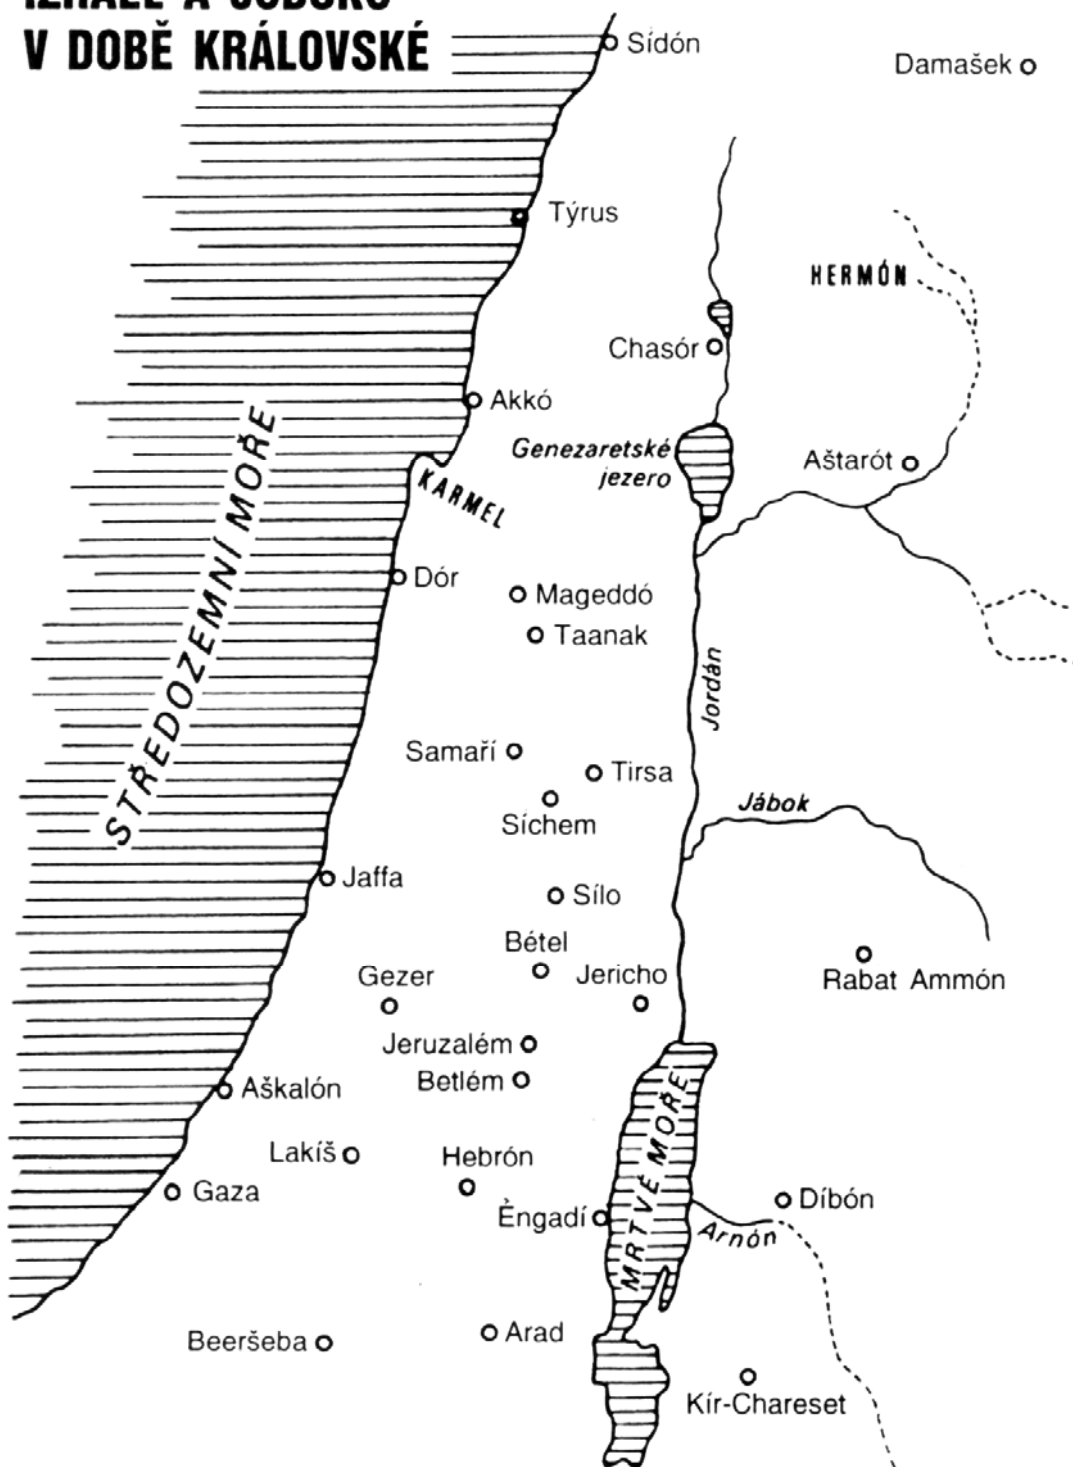 V DOBĚ KRÁLOVSKÉ
Sídón
Damašek
Týrus
HERMÓN
Chasór
Akkó
Genezaretské
jezero
Aštarót
KARMEL
STŘEDOZEMNÍ MOŘE
Dór
Mageddó
Taanak
Jordán
Samaří
Tirsa
Síchem
Jábok
Jaffa
Sílo
Bétel
Gezer
Jericho
Rabat Ammón
Jeruzalém
Betlém
Aškalón
MRTVÉ MOŘE
Lakíš
Hebrón
Gaza
Éngadí
Díbón
Arnón
Beeršeba
Arad
Kír-Chareset